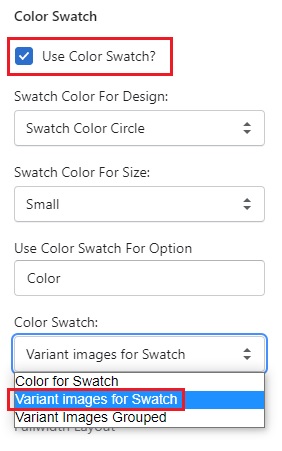 Color Swatch
Use Color Swatch?
Swatch Color For Design:
Swatch Color Circle
Swatch Color For Size:
Small
Use Color Swatch For Option
Color
Color Swatch:
Variant images for Swatch
Color for Swatch
Variant images for Swatch
Variant Images Grouped
Fullwidth Layout